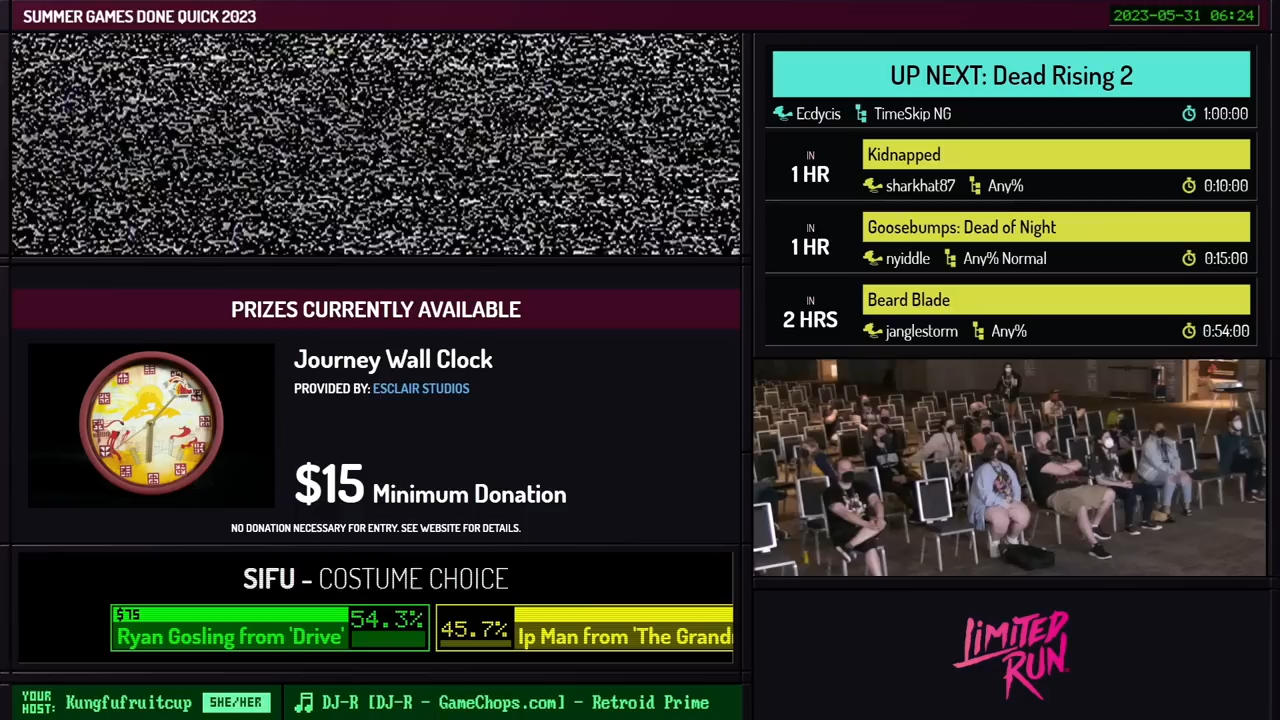 SUMMER GAMES DONE QUICK 2023
2023-05-31 06:24
UP NEXT: Dead Rising 2
Ecdycis TimeSkip NG 1:00:00
IN
1 HR
Kidnapped
sharkhat87 Any% 0:10:00
IN
1 HR
Goosebumps: Dead of Night
nyiddle Any% Normal 0:15:00
IN
2 HRS
Beard Blade
janglestorm Any% 0:54:00
PRIZES CURRENTLY AVAILABLE
Journey Wall Clock
PROVIDED BY: ESCLAIR STUDIOS
$15 Minimum Donation
NO DONATION NECESSARY FOR ENTRY. SEE WEBSITE FOR DETAILS.
SIFU - COSTUME CHOICE
$75
Ryan Gosling from 'Drive' 54.3%
45.7% Ip Man from 'The Grand
LIMITED
RUN
YOUR
HOST: Kungfufruitcup SHE/HER
DJ-R [DJ-R - GameChops.com] - Retroid Prime